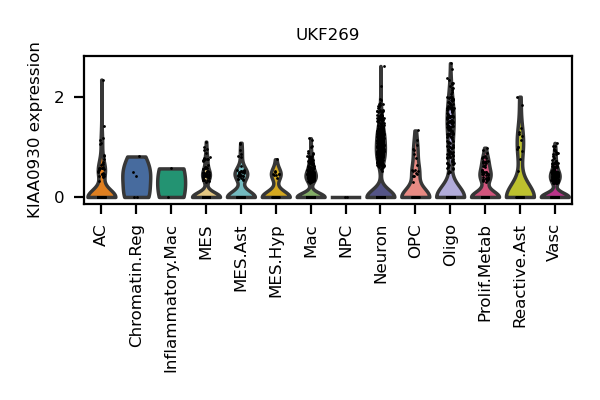 UKF269
KIAA0930 expression
2
0
AC
Chromatin.Reg
Inflammatory.Mac
MES
MES.Ast
MES.Hyp
Mac
NPC
Neuron
OPC
Oligo
Prolif.Metab
Reactive.Ast
Vasc